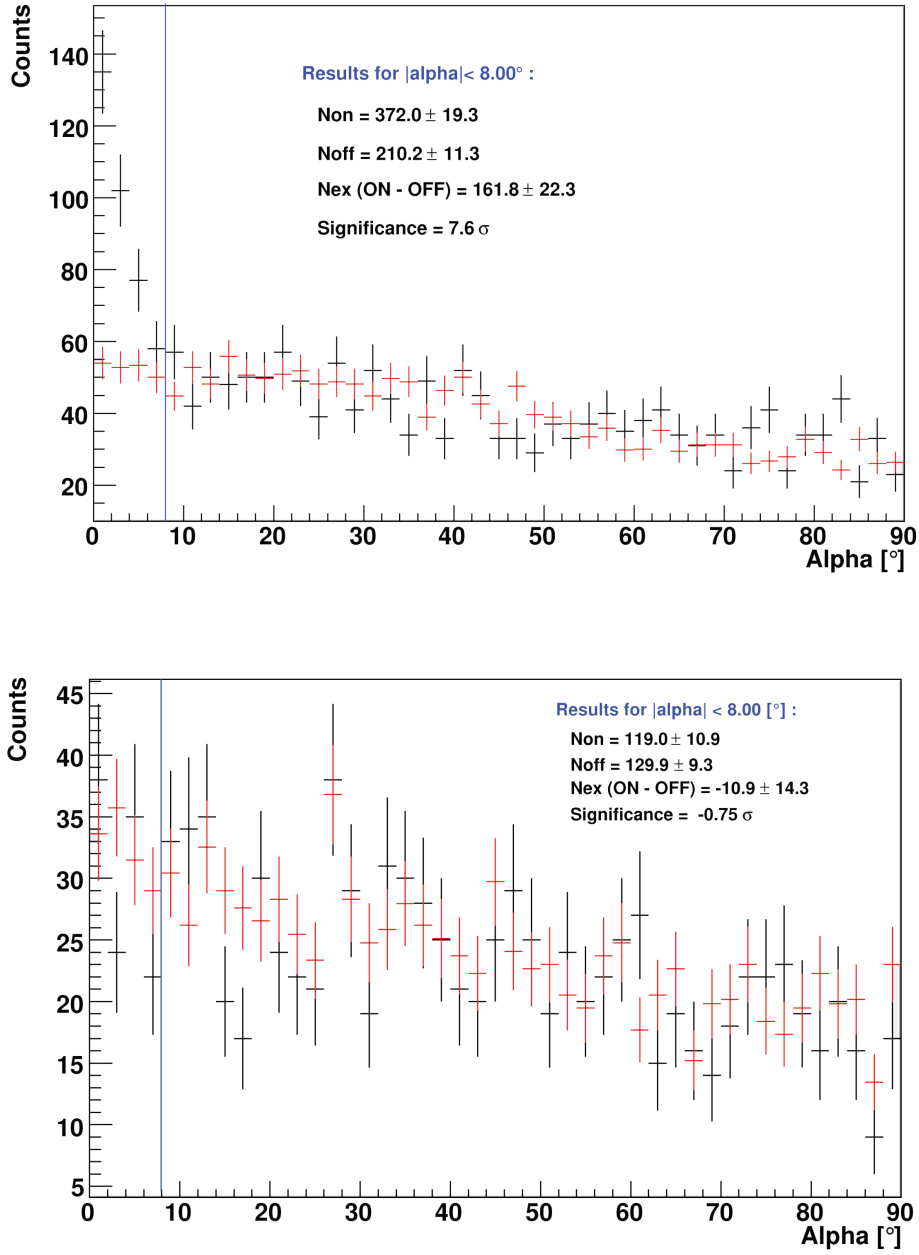 Counts
140
120
100
80
60
40
20
Results for |alpha|< 8.00° :
Non = 372.0 ± 19.3
Noff = 210.2 ± 11.3
Nex (ON - OFF) = 161.8 ± 22.3
Significance = 7.6 σ
0 10 20 30 40 50 60 70 80 90
Alpha [°]
Counts
45
40
35
30
25
20
15
10
5
Results for |alpha| < 8.00 [°] :
Non = 119.0 ± 10.9
Noff = 129.9 ± 9.3
Nex (ON - OFF) = -10.9 ± 14.3
Significance = -0.75 σ
0 10 20 30 40 50 60 70 80 90
Alpha [°]